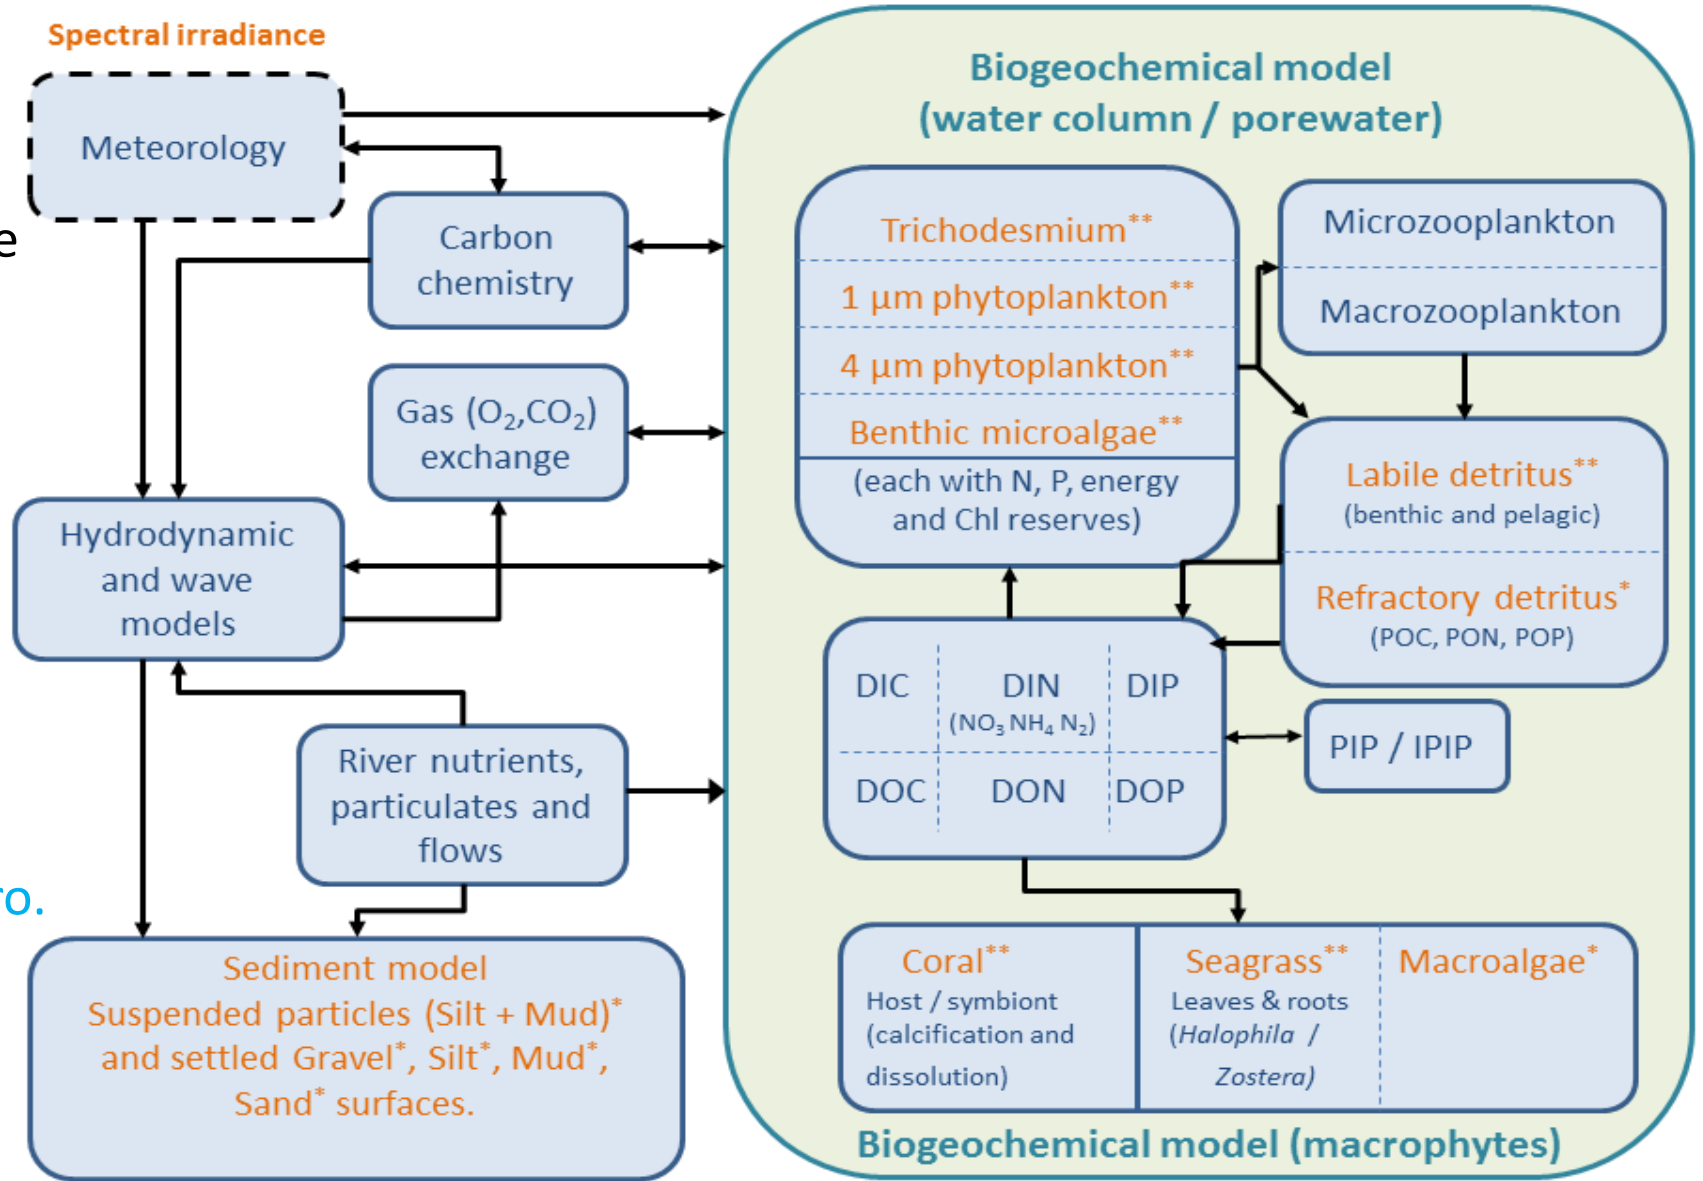 Spectral irradiance
Meteorology
e
Carbon
chemistry
Gas (O₂,CO₂)
exchange
Hydrodynamic
and wave
models
River nutrients,
particulates and
flows
ro.
Sediment model
Suspended particles (Silt + Mud)*
and settled Gravel*, Silt*, Mud*,
Sand* surfaces.
Biogeochemical model
(water column / porewater)
Trichodesmium**
1 µm phytoplankton**
4 µm phytoplankton**
Benthic microalgae**
(each with N, P, energy
and Chl reserves)
Microzooplankton
Macrozooplankton
Labile detritus**
(benthic and pelagic)
Refractory detritus*
(POC, PON, POP)
DIC DIN DIP
(NO₃ NH₄ N₂)
DOC DON DOP
PIP / IPIP
Coral**
Host / symbiont
(calcification and
dissolution)
Seagrass**
Leaves & roots
(Halophila /
Zostera)
Macroalgae*
Biogeochemical model (macrophytes)